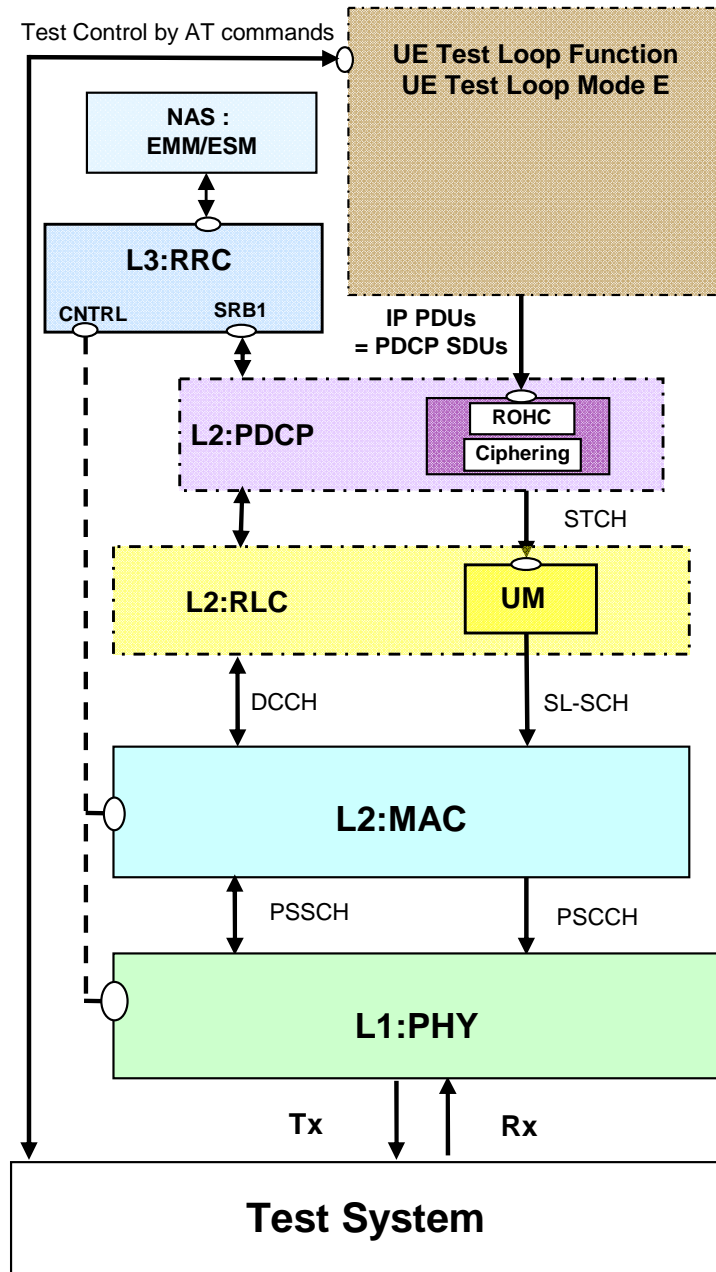 Test Control by AT commands
UE Test Loop Function
UE Test Loop Mode E
NAS :
EMM/ESM
L3:RRC
CNTRL
SRB1
IP PDUs
= PDCP SDUs
L2:PDCP
ROHC
Ciphering
STCH
L2:RLC
UM
DCCH
SL-SCH
L2:MAC
PSSCH
PSCCH
L1:PHY
Tx
Rx
Test System